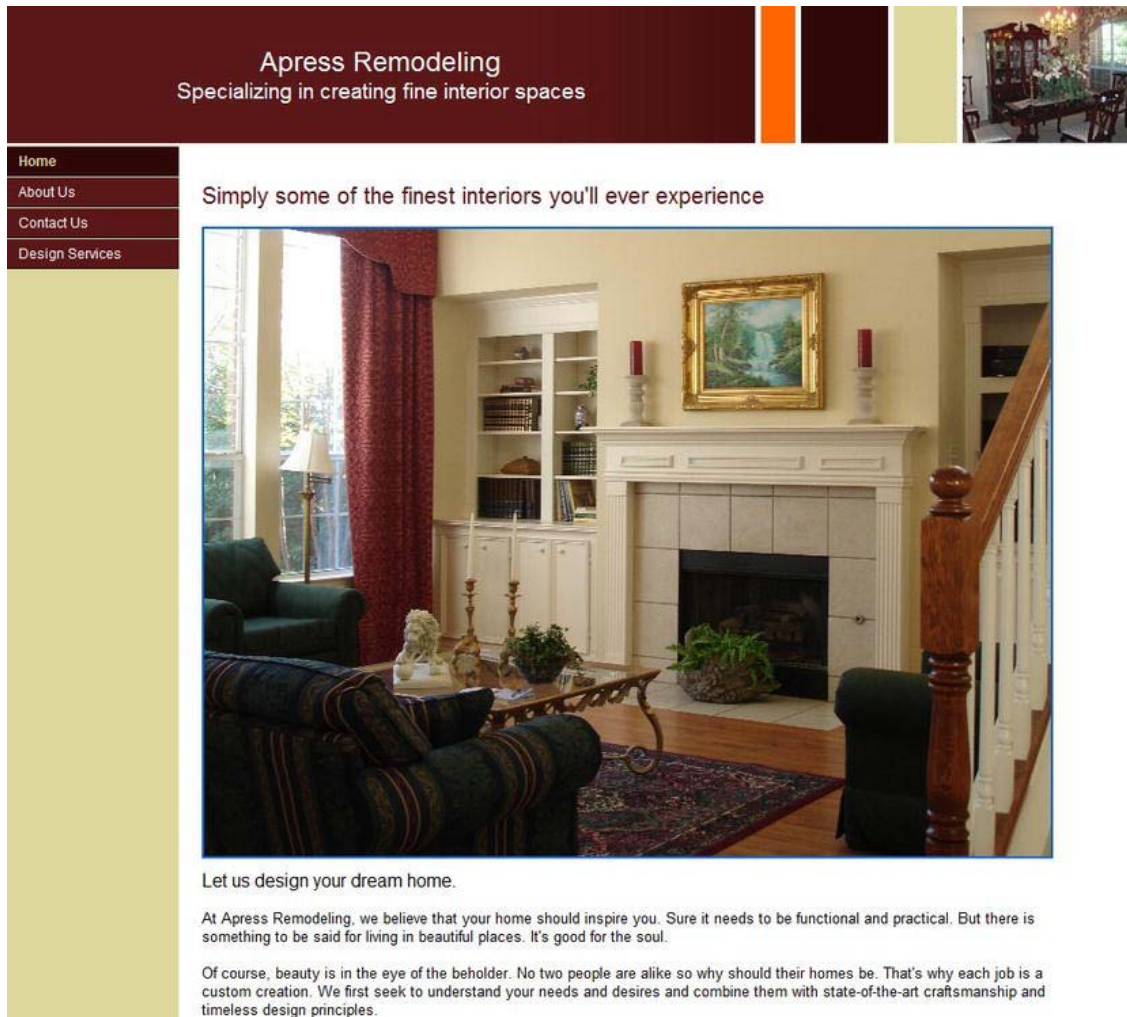 Apress Remodeling
Specializing in creating fine interior spaces
Home
About Us
Contact Us
Design Services
Simply some of the finest interiors you'll ever experience
Let us design your dream home.
At Apress Remodeling, we believe that your home should inspire you. Sure it needs to be functional and practical. But there is
something to be said for living in beautiful places. It's good for the soul.
Of course, beauty is in the eye of the beholder. No two people are alike so why should their homes be. That's why each job is a
custom creation. We first seek to understand your needs and desires and combine them with state-of-the-art craftsmanship and
timeless design principles.